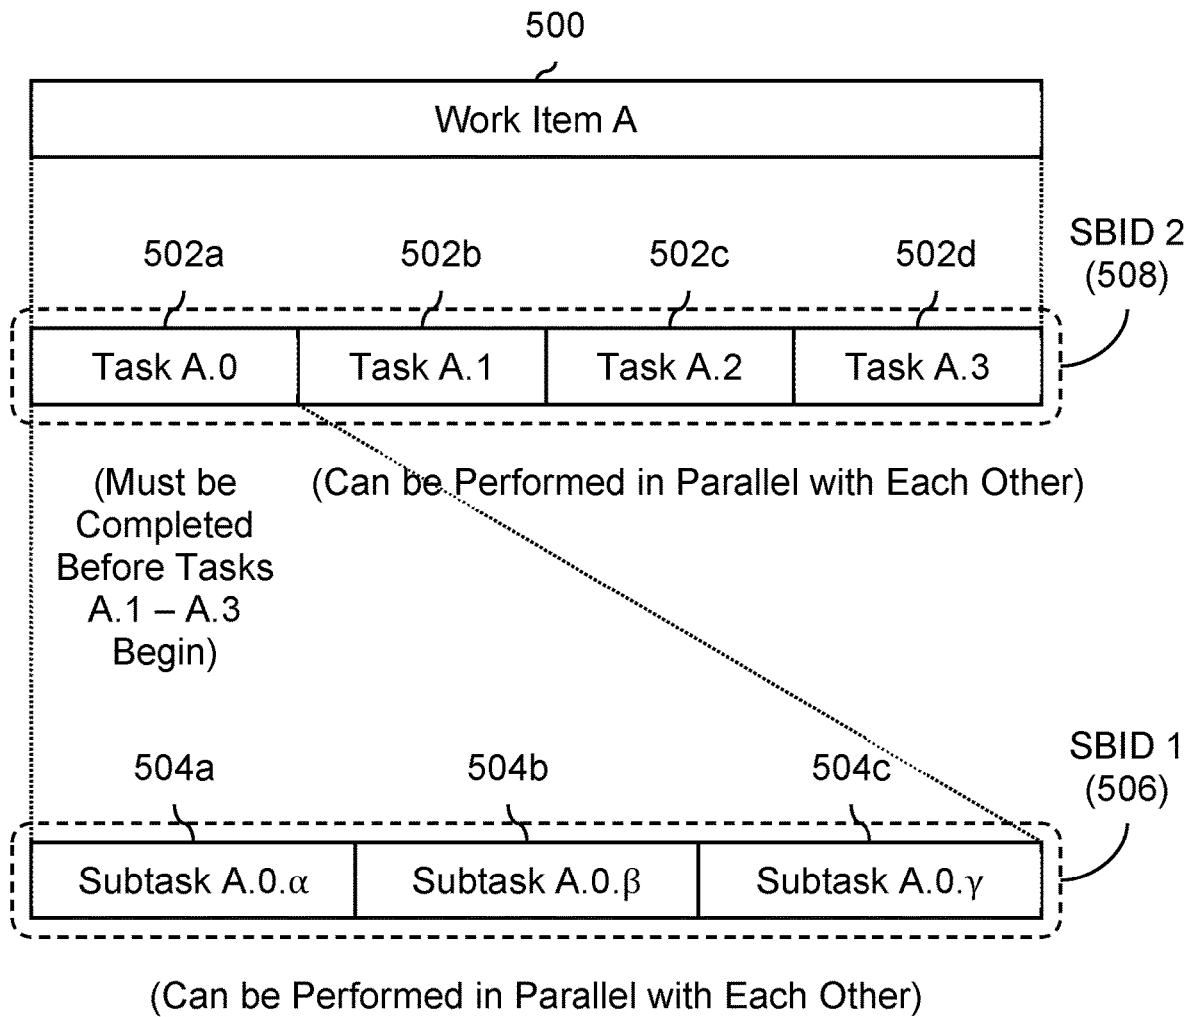 500
Work Item A
SBID 2
(508)
502a
502b
502c
502d
Task A.0
Task A.1
Task A.2
Task A.3
(Must be
Completed
Before Tasks
A.1 – A.3
Begin)
(Can be Performed in Parallel with Each Other)
SBID 1
(506)
504a
504b
504c
Subtask A.0.α
Subtask A.0.β
Subtask A.0.γ
(Can be Performed in Parallel with Each Other)